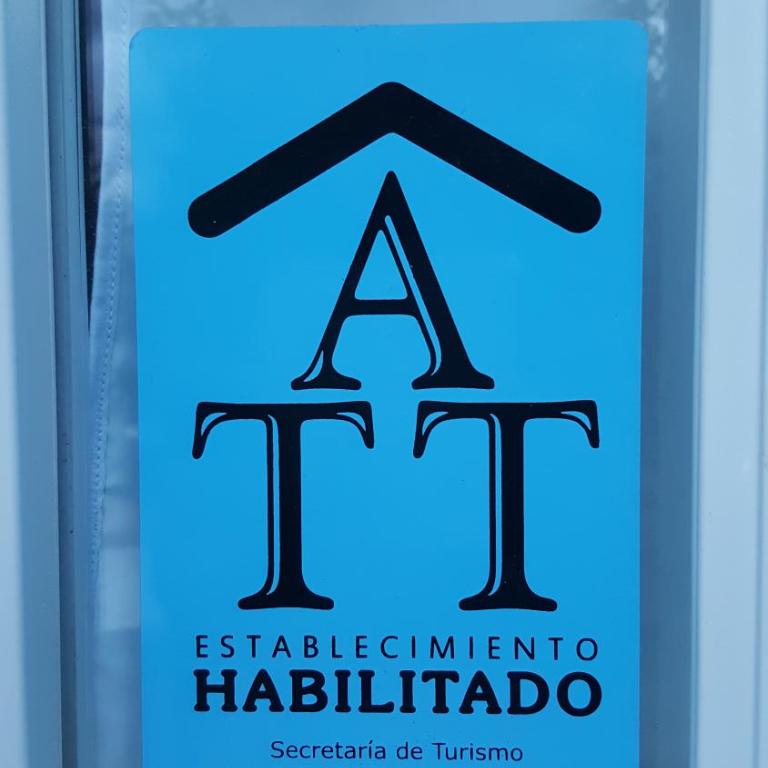 A
TT
ESTABLECIMIENTO
HABILITADO
Secretaría de Turismo